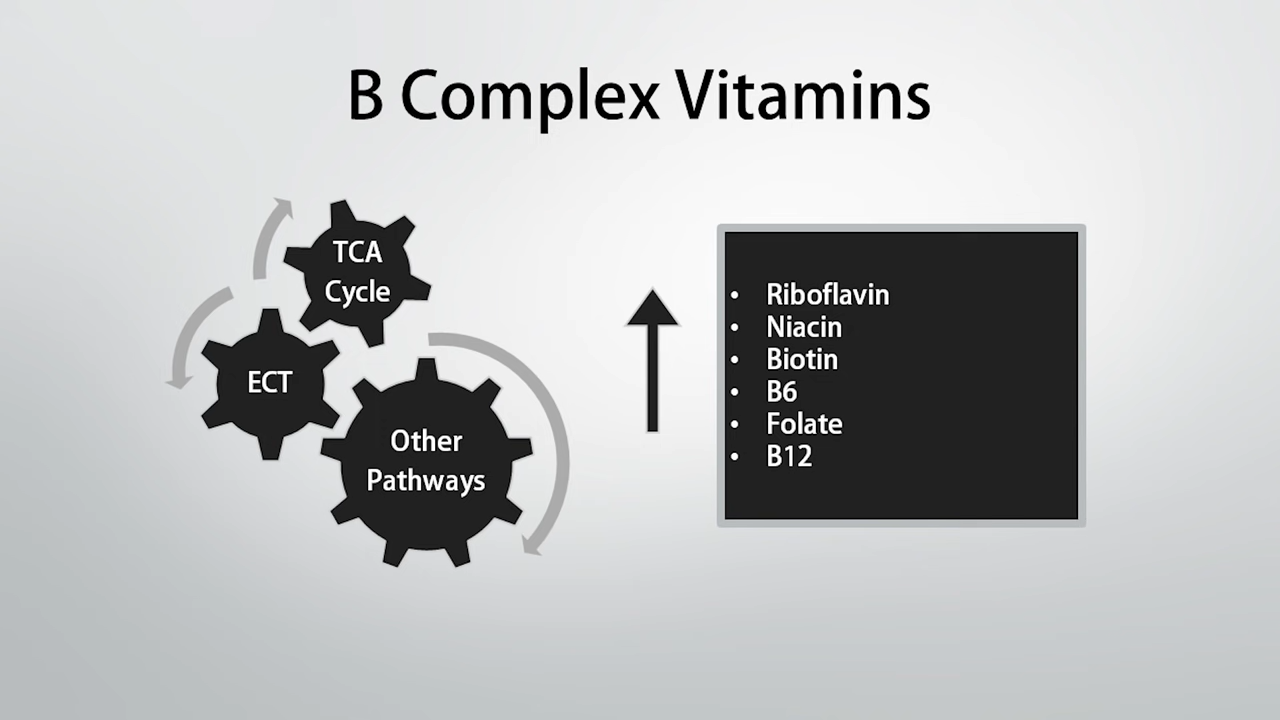 B Complex Vitamins
TCA
Cycle
ECT
Other
Pathways
• Riboflavin
• Niacin
• Biotin
• B6
• Folate
• B12